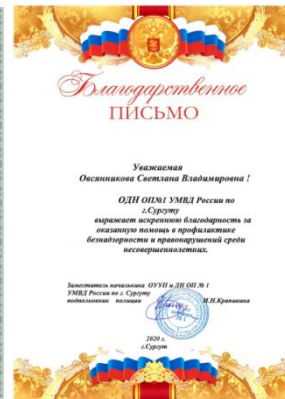 Благодарственное
ПИСЬМО
Уважаемая
Овсянникова Светлана Владимировна !
ОДН ОП№1 УМВД России по
г.Сургуту
выражает искреннюю благодарность за
оказанную помощь в профилактике
безнадзорности и правонарушений среди
несовершеннолетних.
Заместитель начальника ОУУП и ДН ОП № 1
УМВД России по г. Сургуту
подполковник полиции И.Н.Крапивина
2020 г.
г.Сургут